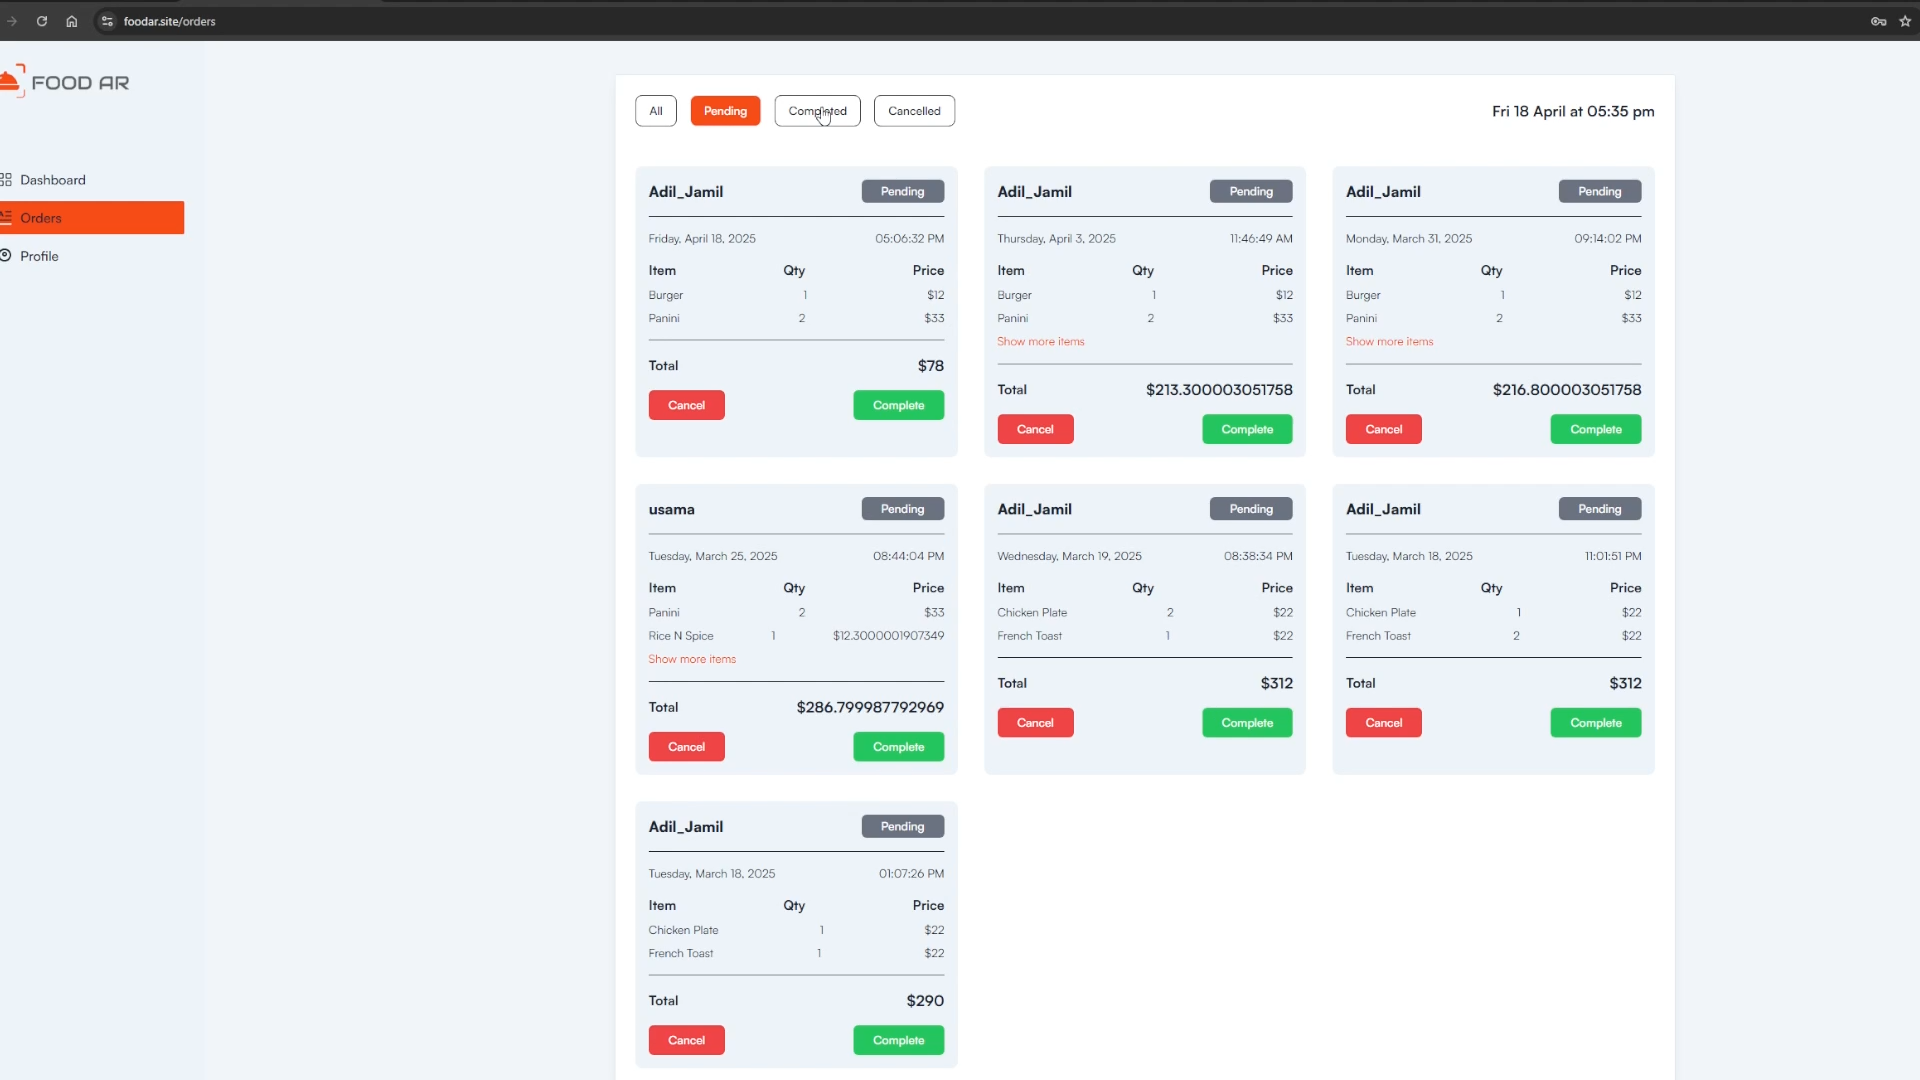 foodar.site/orders
FOOD AR
Dashboard
Orders
Profile
All Pending Completed Cancelled Fri 18 April at 05:35 pm
Adil_Jamil Pending
Friday, April 18, 2025 05:06:32 PM
Item Qty Price
Burger 1 $12
Panini 2 $33
Total $78
Cancel Complete
Adil_Jamil Pending
Thursday, April 3, 2025 11:46:49 AM
Item Qty Price
Burger 1 $12
Panini 2 $33
Show more items
Total $213.300003051758
Cancel Complete
Adil_Jamil Pending
Monday, March 31, 2025 09:14:02 PM
Item Qty Price
Burger 1 $12
Panini 2 $33
Show more items
Total $216.800003051758
Cancel Complete
usama Pending
Tuesday, March 25, 2025 08:44:04 PM
Item Qty Price
Panini 2 $33
Rice N Spice 1 $12.3000001907349
Show more items
Total $286.799987792969
Cancel Complete
Adil_Jamil Pending
Wednesday, March 19, 2025 08:38:34 PM
Item Qty Price
Chicken Plate 2 $22
French Toast 1 $22
Total $312
Cancel Complete
Adil_Jamil Pending
Tuesday, March 18, 2025 11:01:51 PM
Item Qty Price
Chicken Plate 1 $22
French Toast 2 $22
Total $312
Cancel Complete
Adil_Jamil Pending
Tuesday, March 18, 2025 01:07:26 PM
Item Qty Price
Chicken Plate 1 $22
French Toast 1 $22
Total $290
Cancel Complete